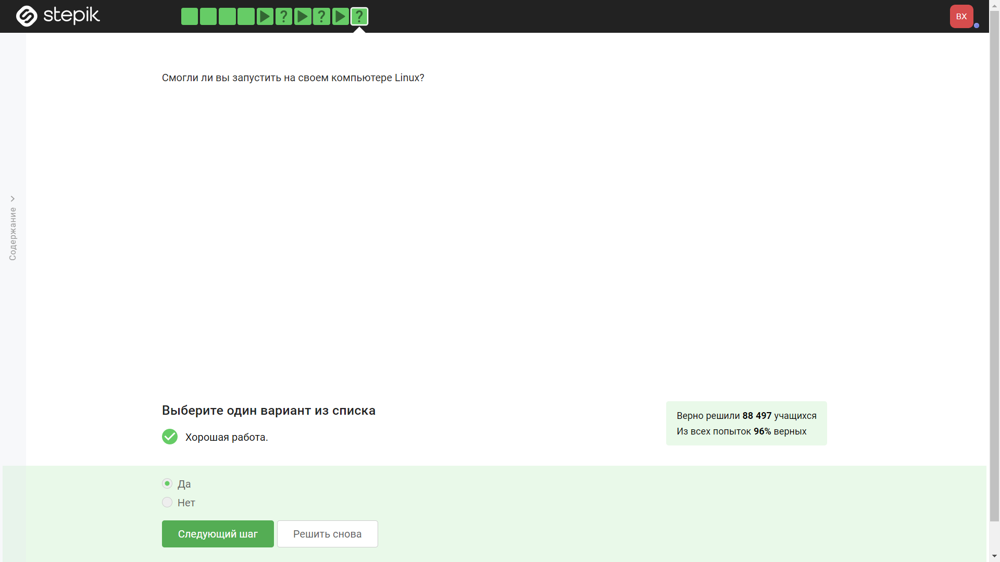 stepik
? ? ?
ВХ
Смогли ли вы запустить на своем компьютере Linux?
Содержание
Выберите один вариант из списка
Верно решили 88 497 учащихся
Из всех попыток 96% верных
Хорошая работа.
Да
Нет
Следующий шаг
Решить снова